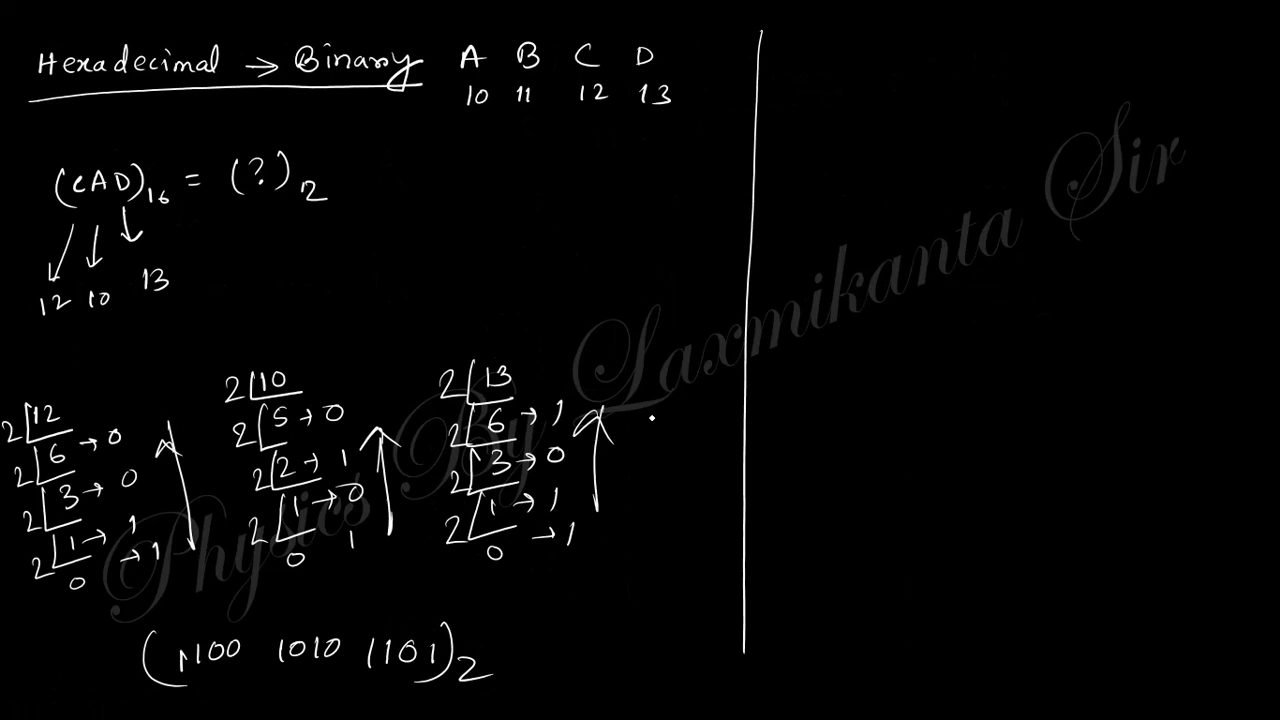 Hexadecimal → Binary A B C D
10 11 12 13
(CAD)16 = (?)2
12 10 13
2 12
2 6 → 0
2 3 → 0
2 1 → 1
0 → 1
2 10
2 5 → 0
2 2 → 1
2 1 → 0
0 1
2 13
2 6 → 1
2 3 → 0
2 1 → 1
0 → 1
(1100 1010 1101)2
Physics By Laxmikanta Sir